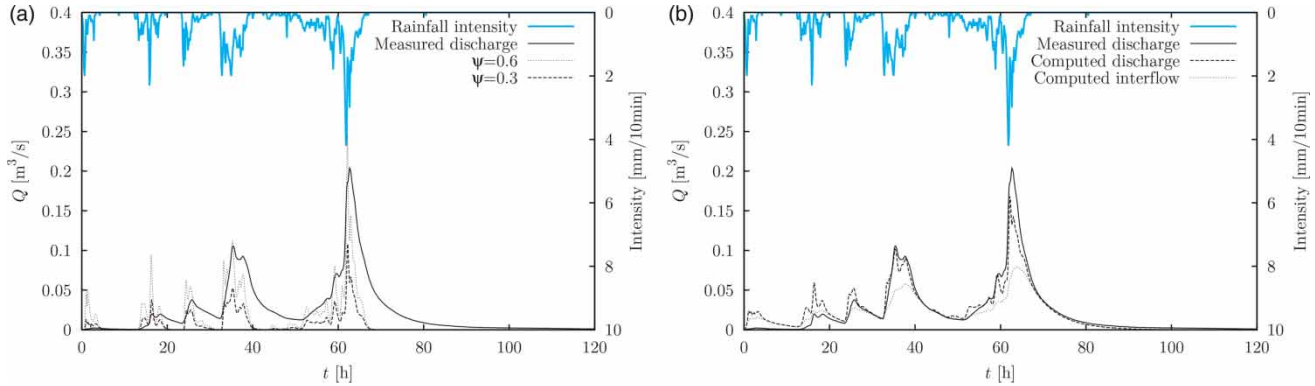 (a)
Rainfall intensity
Measured discharge
ψ=0.6
ψ=0.3
0.4
0.35
0.3
0.25
0.2
0.15
0.1
0.05
0
Q [m³/s]
0
2
4
6
8
10
Intensity [mm/10min]
0 20 40 60 80 100 120
t [h]
(b)
Rainfall intensity
Measured discharge
Computed discharge
Computed interflow
0.4
0.35
0.3
0.25
0.2
0.15
0.1
0.05
0
Q [m³/s]
0
2
4
6
8
10
Intensity [mm/10min]
0 20 40 60 80 100 120
t [h]